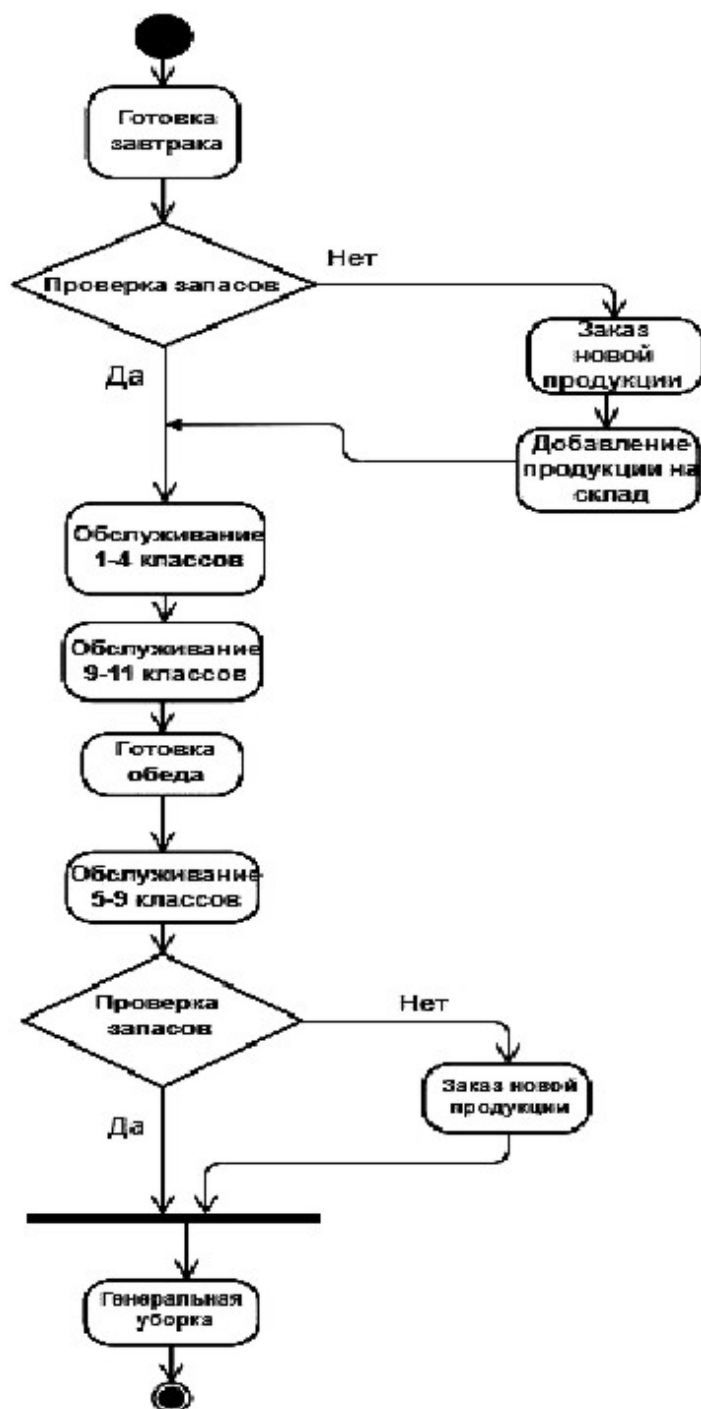 Готовка
завтрака
Проверка запасов
Нет
Да
Заказ
новой
продукции
Добавление
продукции на
склад
Обслуживание
1-4 классов
Обслуживание
9-11 классов
Готовка
обеда
Обслуживание
5-9 классов
Проверка
запасов
Нет
Заказ новой
продукции
Да
Генеральная
уборка